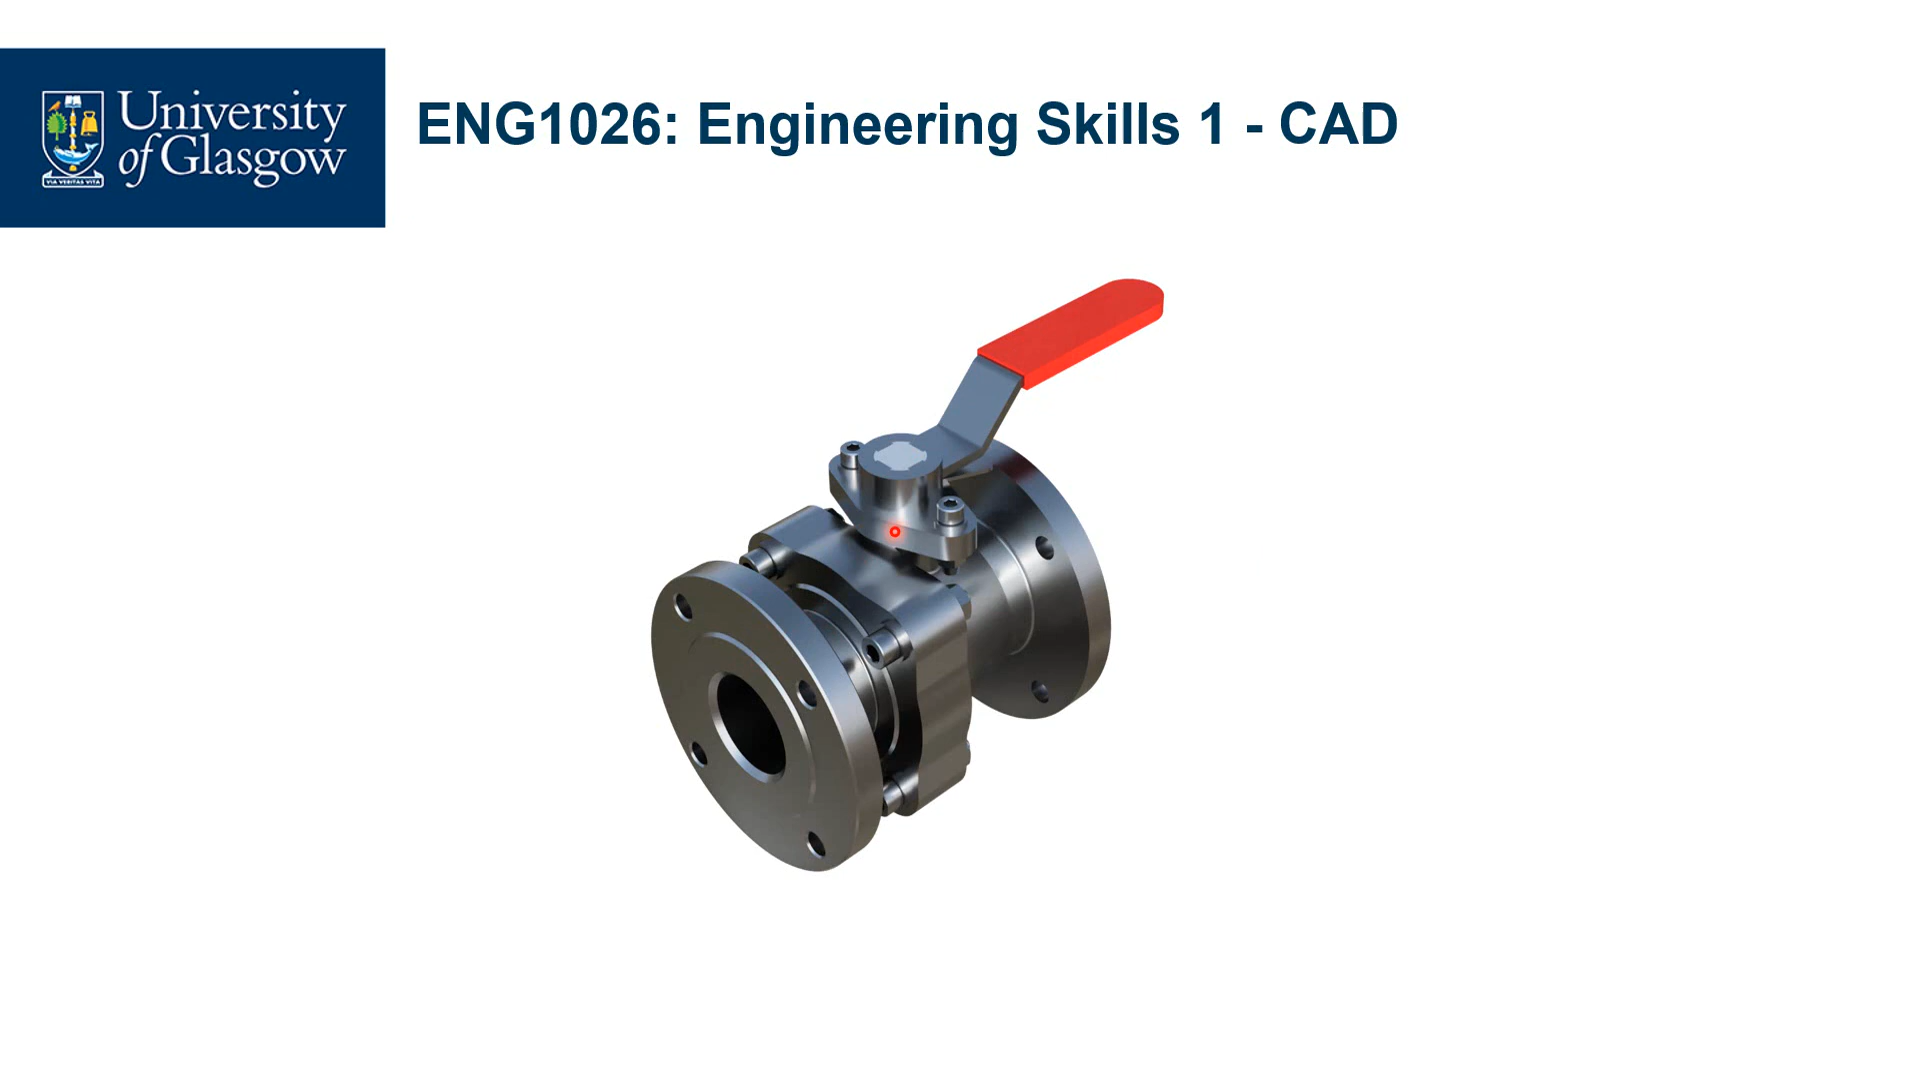 University
of Glasgow
VIA VERITAS VITA
ENG1026: Engineering Skills 1 - CAD